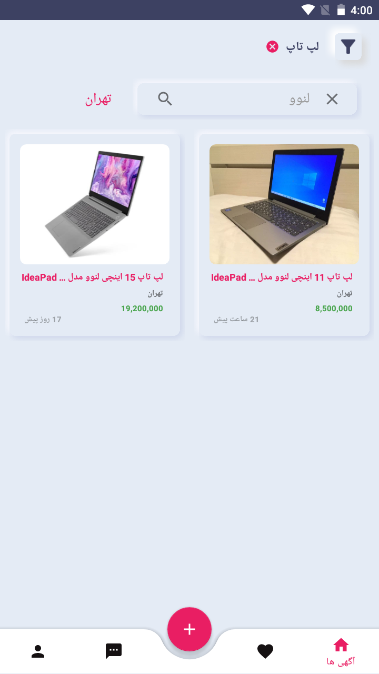 4:00
لپ تاپ
لنوو
تهران
لپ تاپ 11 اینچی لنوو مدل ... IdeaPad
تهران
8,500,000
21 ساعت پیش
لپ تاپ 15 اینچی لنوو مدل ... IdeaPad
تهران
19,200,000
17 روز پیش
آگهی ها